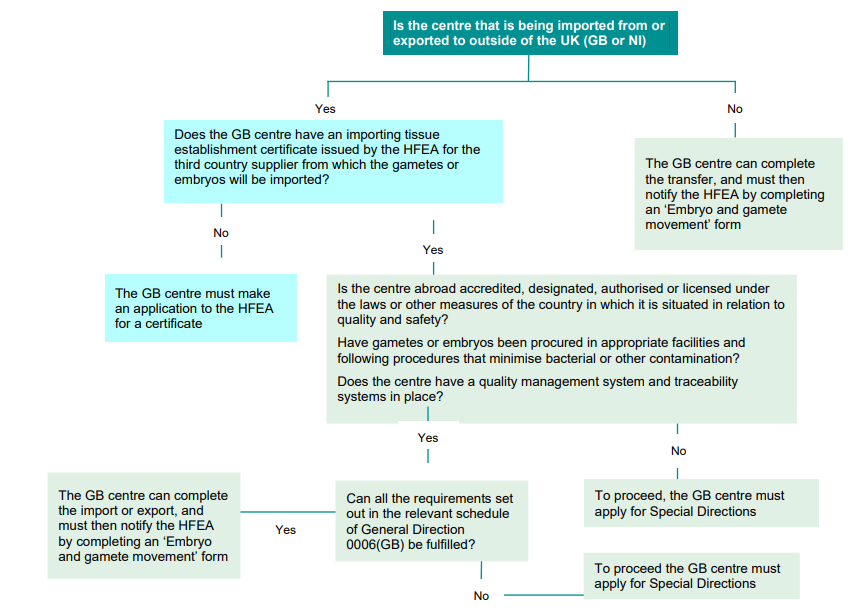 Is the centre that is being imported from or
exported to outside of the UK (GB or NI)
Yes
No
Does the GB centre have an importing tissue
establishment certificate issued by the HFEA for the
third country supplier from which the gametes or
embryos will be imported?
The GB centre can complete
the transfer, and must then
notify the HFEA by completing
an ‘Embryo and gamete
movement’ form
No
Yes
The GB centre must make
an application to the HFEA
for a certificate
Is the centre abroad accredited, designated, authorised or licensed under
the laws or other measures of the country in which it is situated in relation to
quality and safety?
Have gametes or embryos been procured in appropriate facilities and
following procedures that minimise bacterial or other contamination?
Does the centre have a quality management system and traceability
systems in place?
Yes
No
The GB centre can complete
the import or export, and
must then notify the HFEA
by completing an ‘Embryo
and gamete movement’ form
Yes
Can all the requirements set
out in the relevant schedule
of General Direction
0006(GB) be fulfilled?
To proceed, the GB centre must
apply for Special Directions
No
To proceed the GB centre must
apply for Special Directions